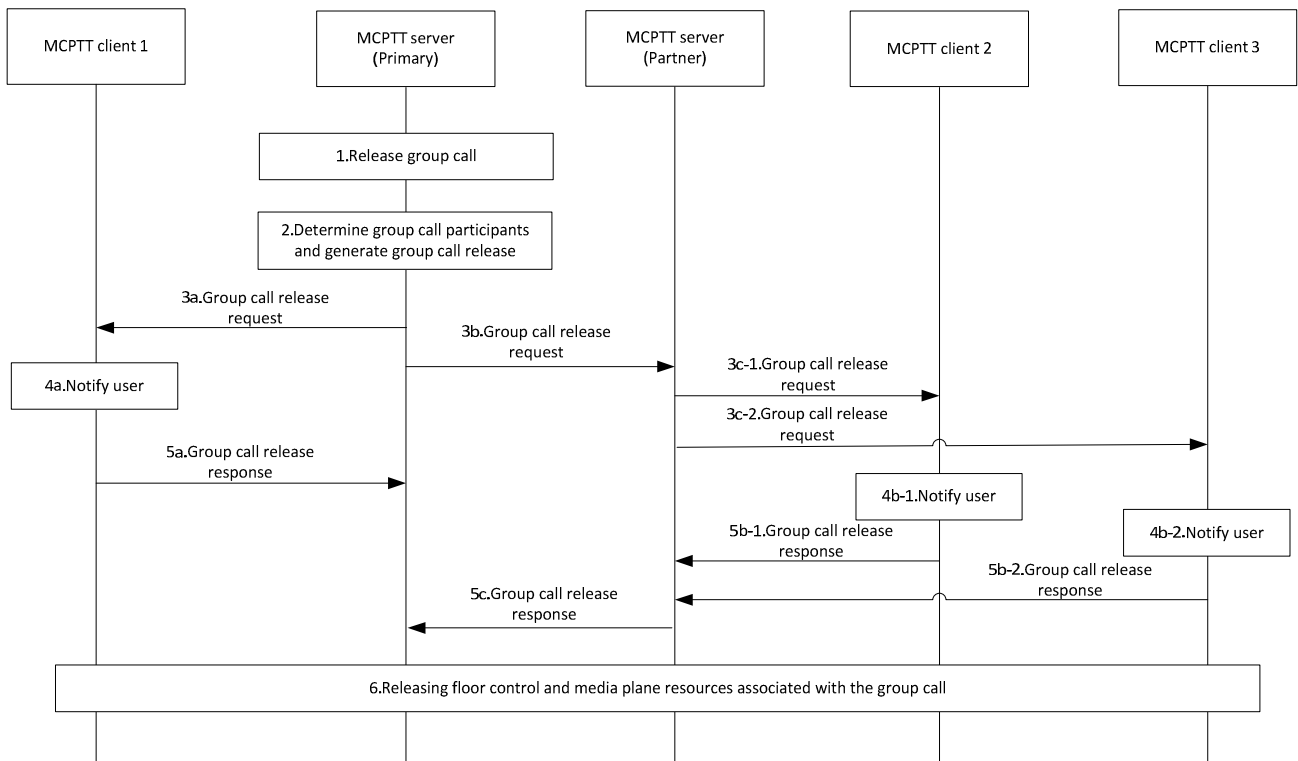 MCPTT client 1
MCPTT server
(Primary)
MCPTT server
(Partner)
MCPTT client 2
MCPTT client 3
1.Release group call
2.Determine group call participants
and generate group call release
3a.Group call release
request
3b.Group call release
request
3c-1.Group call release
request
4a.Notify user
3c-2.Group call release
request
5a.Group call release
response
4b-1.Notify user
4b-2.Notify user
5b-1.Group call release
response
5b-2.Group call release
response
5c.Group call release
response
6.Releasing floor control and media plane resources associated with the group call